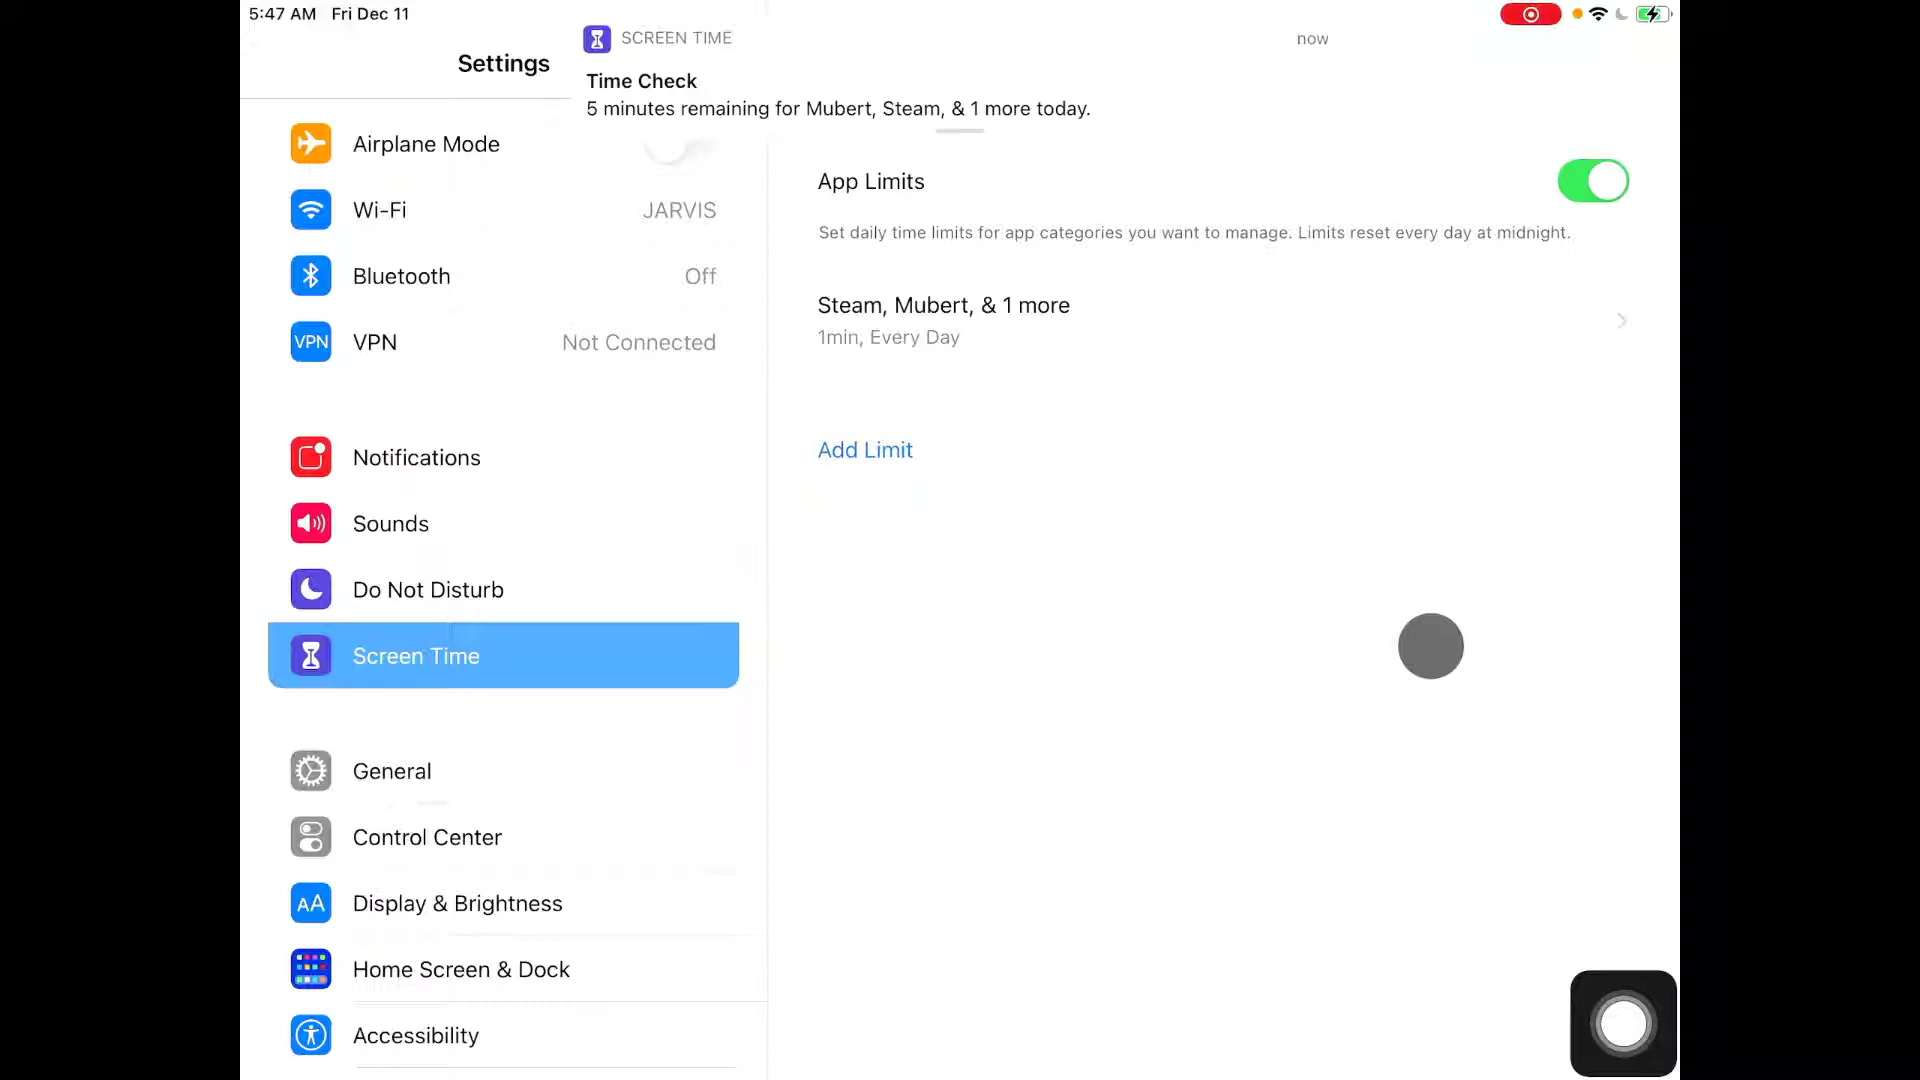 5:47 AM Fri Dec 11
SCREEN TIME
now
Settings
Time Check
5 minutes remaining for Mubert, Steam, & 1 more today.
Airplane Mode
Wi-Fi JARVIS
Bluetooth Off
VPN VPN Not Connected
Notifications
Sounds
Do Not Disturb
Screen Time
General
Control Center
AA Display & Brightness
Home Screen & Dock
Accessibility
App Limits
Set daily time limits for app categories you want to manage. Limits reset every day at midnight.
Steam, Mubert, & 1 more
1min, Every Day
Add Limit